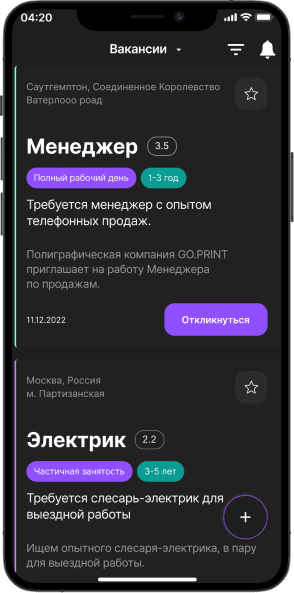 04:20
Вакансии
Саутгемптон, Соединенное Королевство
Ватерлооо роад
Менеджер 3.5
Полный рабочий день 1-3 год
Требуется менеджер с опытом
телефонных продаж.
Полиграфическая компания GO.PRINT
приглашает на работу Менеджера
по продажам.
11.12.2022 Откликнуться
Москва, Россия
м. Партизанская
Электрик 2.2
Частичная занятость 3-5 лет
Требуется слесарь-электрик для
выездной работы
Ищем опытного слесаря-электрика, в пару
для выездной работы.